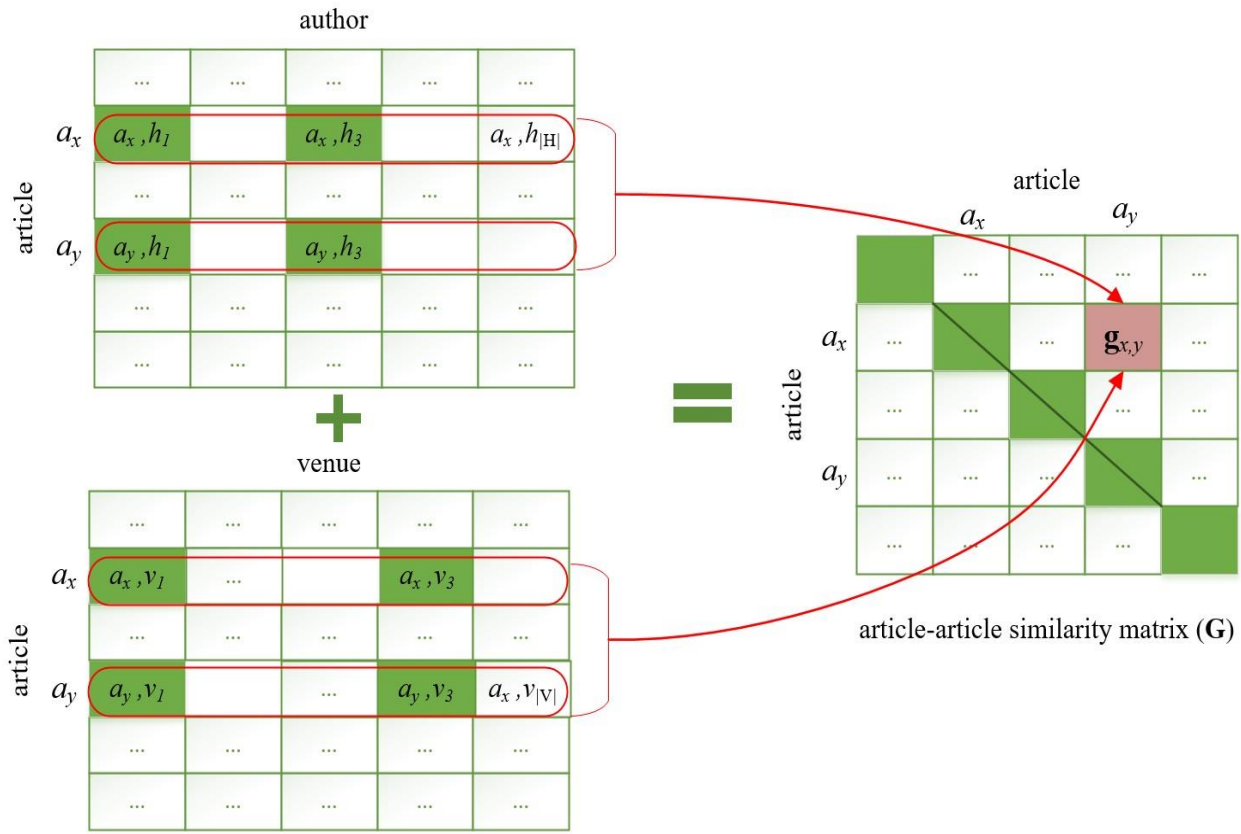 author
... ... ... ... ...
a_x a_x,h_1 a_x,h_3 a_x,h_|H|
... ... ... ... ...
article
a_y a_y,h_1 a_y,h_3
... ... ... ... ...
... ... ... ... ...
+
venue
... ... ... ... ...
a_x a_x,v_1 ... a_x,v_3
... ... ... ... ...
article
a_y a_y,v_1 ... a_y,v_3 a_x,v_|V|
... ... ... ... ...
... ... ... ... ...
=
article
a_x a_y
... ... ... ...
a_x ... ... g_x,y ...
article
... ... ... ...
a_y ... ... ... ...
... ... ... ...
article-article similarity matrix (G)